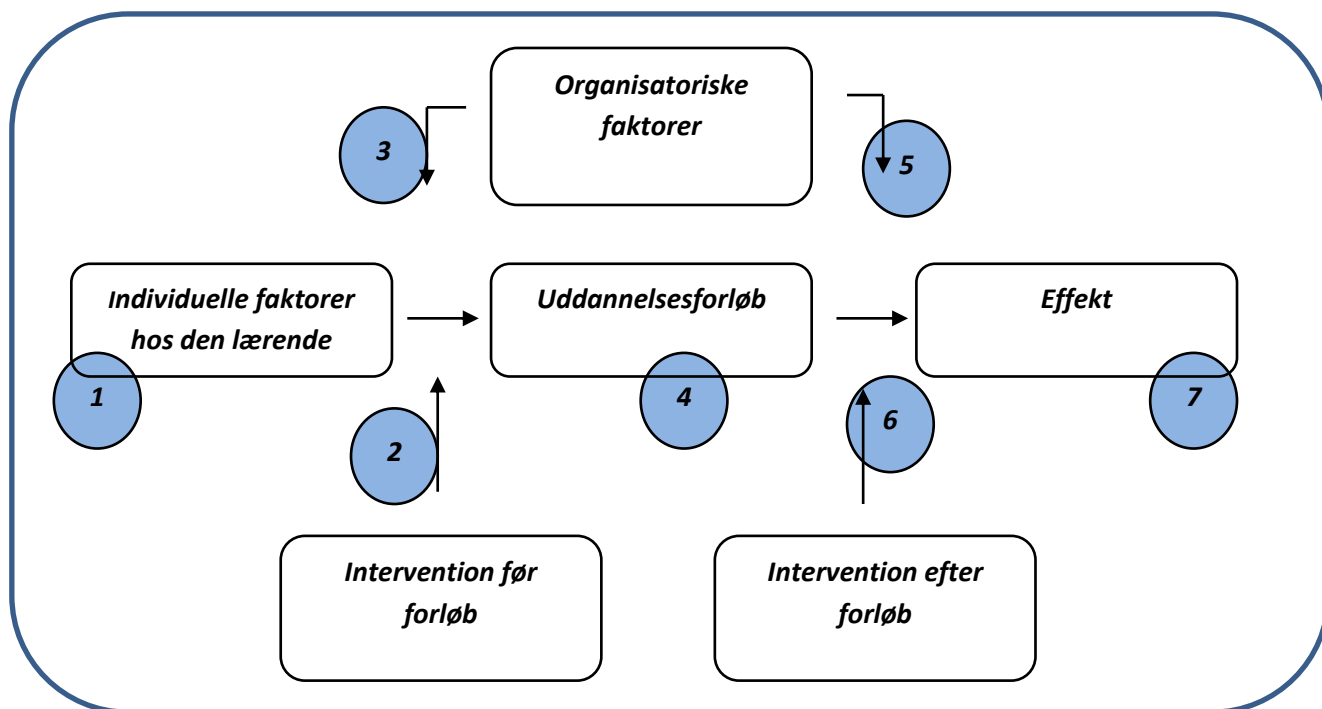 Organisatoriske
faktorer
3
5
Individuelle faktorer
hos den lærende
Uddannelsesforløb
Effekt
1
4
7
2
6
Intervention før
forløb
Intervention efter
forløb